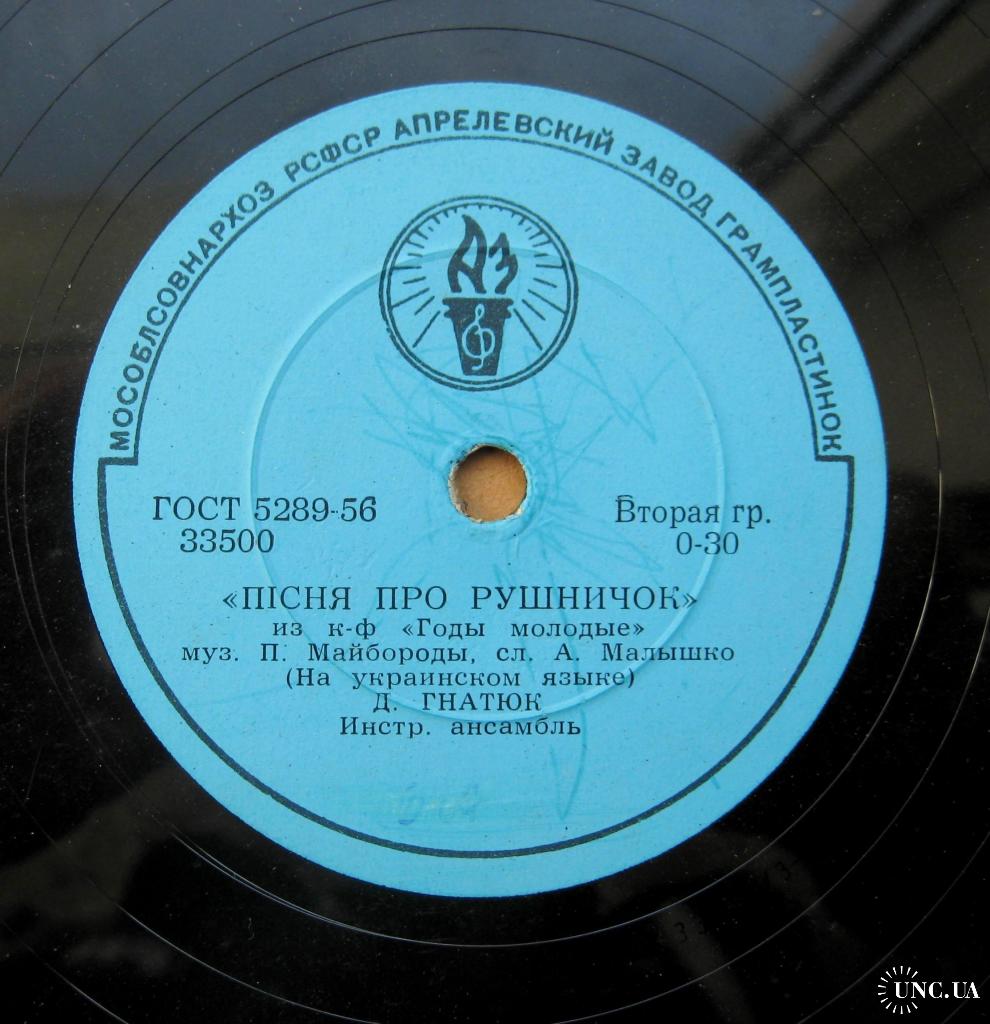 МОСОБЛСОВНАРХОЗ РСФСР АПРЕЛЕВСКИЙ ЗАВОД ГРАМПЛАСТИНОК
АЗ
ГОСТ 5289-56
33500
Вторая гр.
0-30
«ПІСНЯ ПРО РУШНИЧОК»
из к-ф «Годы молодые»
муз. П. Майбороды, сл. А. Малышко
(На украинском языке)
Д. ГНАТЮК
Инстр. ансамбль
UNC.UA